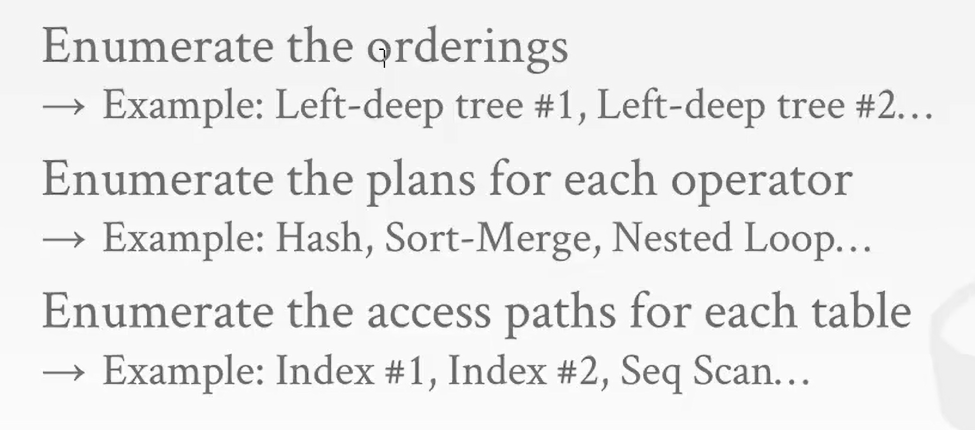 Enumerate the orderings
→ Example: Left-deep tree #1, Left-deep tree #2…
Enumerate the plans for each operator
→ Example: Hash, Sort-Merge, Nested Loop…
Enumerate the access paths for each table
→ Example: Index #1, Index #2, Seq Scan…